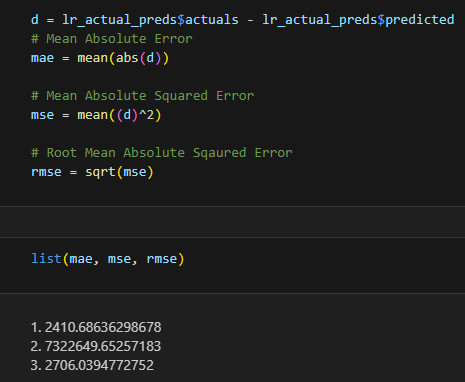 d = lr_actual_preds$actuals - lr_actual_preds$predicted
# Mean Absolute Error
mae = mean(abs(d))
# Mean Absolute Squared Error
mse = mean((d)^2)
# Root Mean Absolute Sqaured Error
rmse = sqrt(mse)
list(mae, mse, rmse)
1. 2410.68636298678
2. 7322649.65257183
3. 2706.0394772752